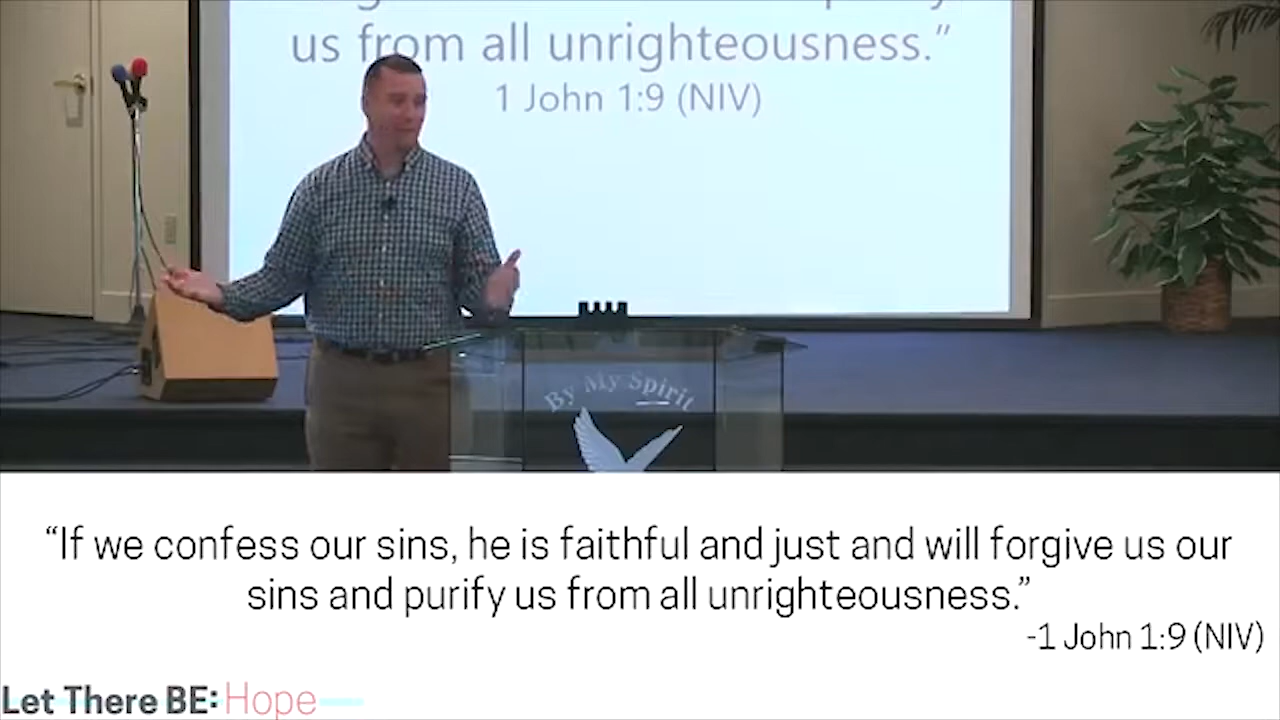 us from all unrighteousness.”
1 John 1:9 (NIV)
By My Spirit
“If we confess our sins, he is faithful and just and will forgive us our
sins and purify us from all unrighteousness.”
-1 John 1:9 (NIV)
Let There BE: Hope